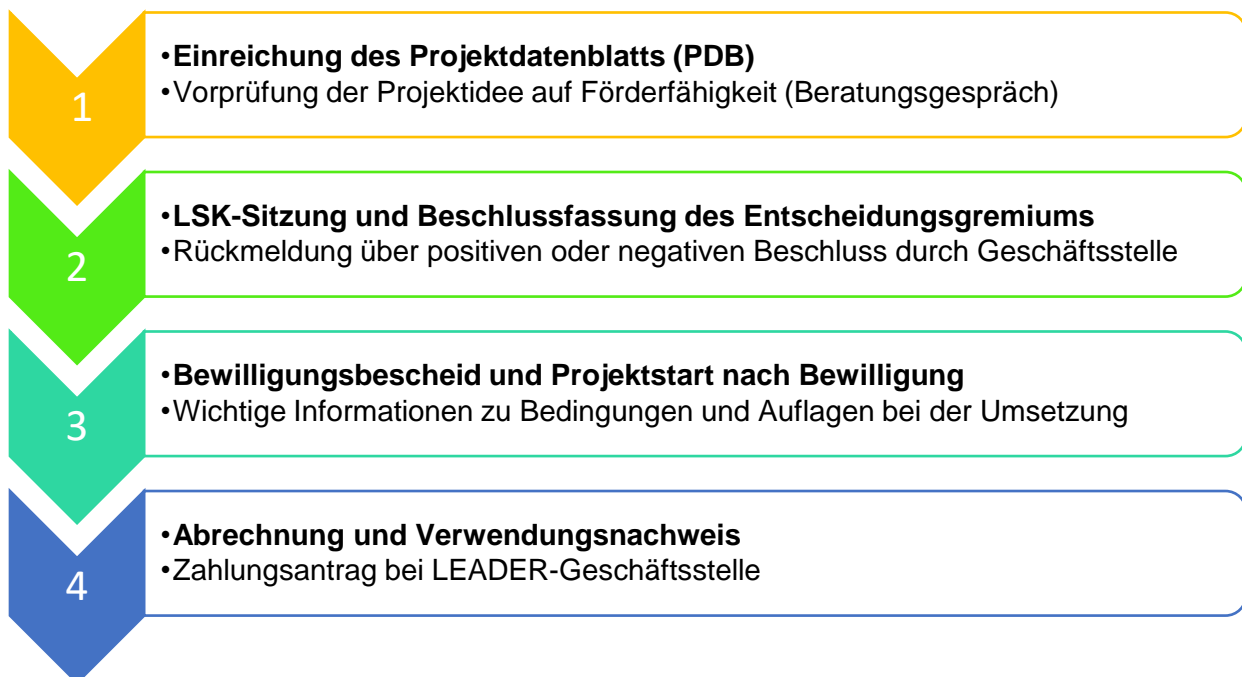 1
•Einreichung des Projektdatenblatts (PDB)
•Vorprüfung der Projektidee auf Förderfähigkeit (Beratungsgespräch)
2
•LSK-Sitzung und Beschlussfassung des Entscheidungsgremiums
•Rückmeldung über positiven oder negativen Beschluss durch Geschäftsstelle
3
•Bewilligungsbescheid und Projektstart nach Bewilligung
•Wichtige Informationen zu Bedingungen und Auflagen bei der Umsetzung
4
•Abrechnung und Verwendungsnachweis
•Zahlungsantrag bei LEADER-Geschäftsstelle